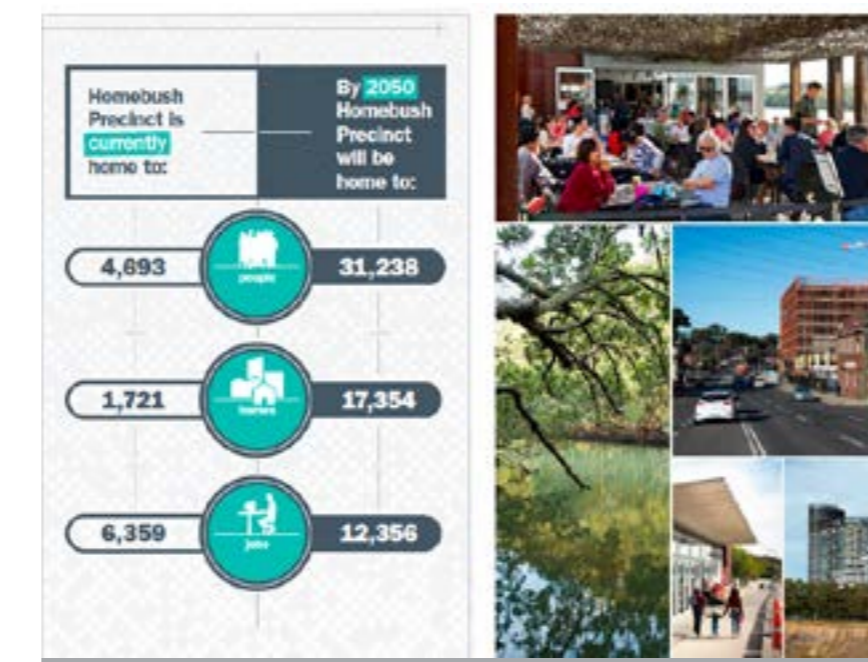 Homebush
Precinct is
currently
home to:
By 2050
Homebush
Precinct
will be
home to:
4,693
people
31,238
1,721
homes
17,354
6,359
jobs
12,356